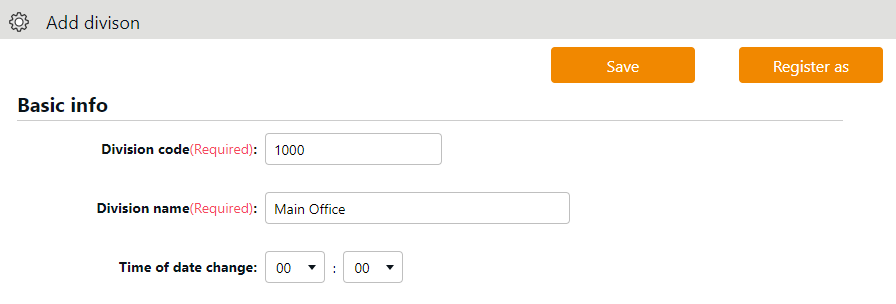 Add divison
Save Register as
Basic info
Division code(Required): 1000
Division name(Required): Main Office
Time of date change: 00 : 00